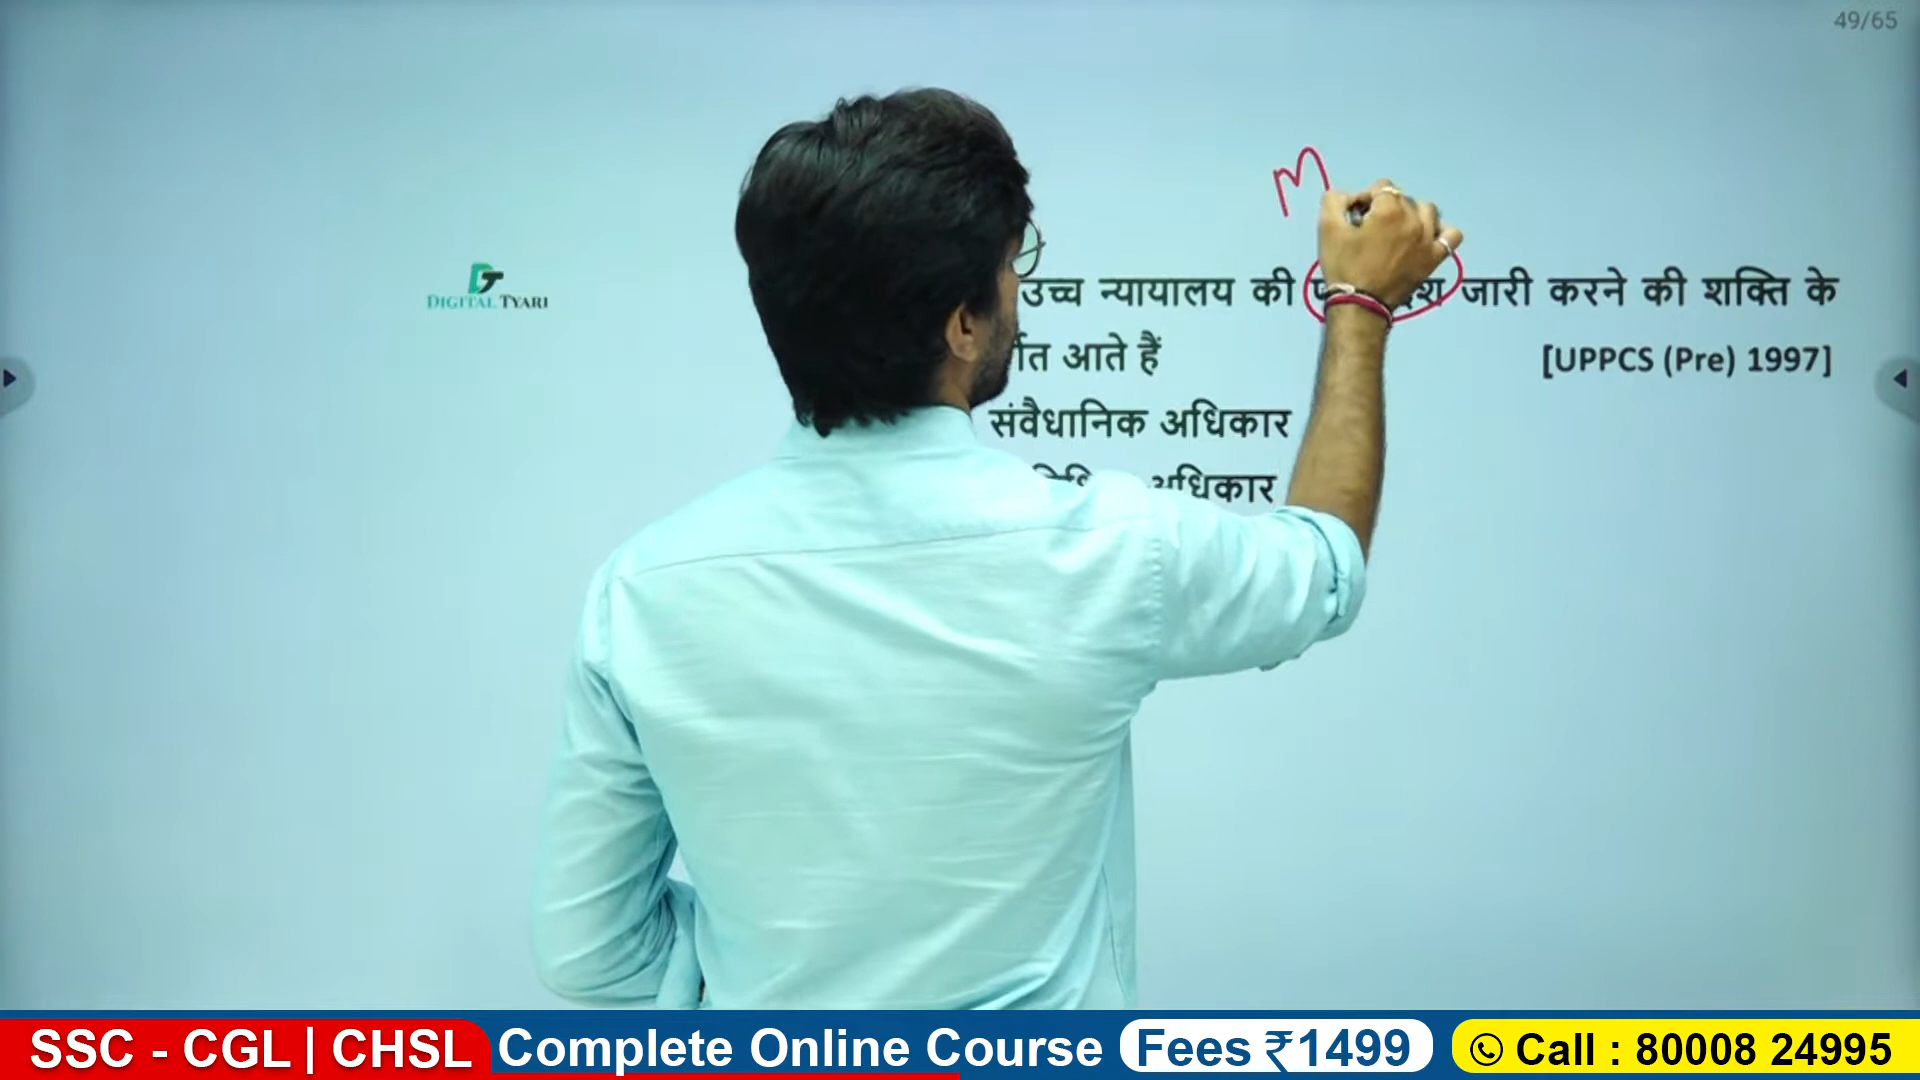 49/65
M
DIGITAL TYARI
उच्च न्यायालय की जारी करने की शक्ति के
आते हैं [UPPCS (Pre) 1997]
संवैधानिक अधिकार
अधिकार
SSC - CGL | CHSL Complete Online Course Fees ₹1499 Call : 80008 24995